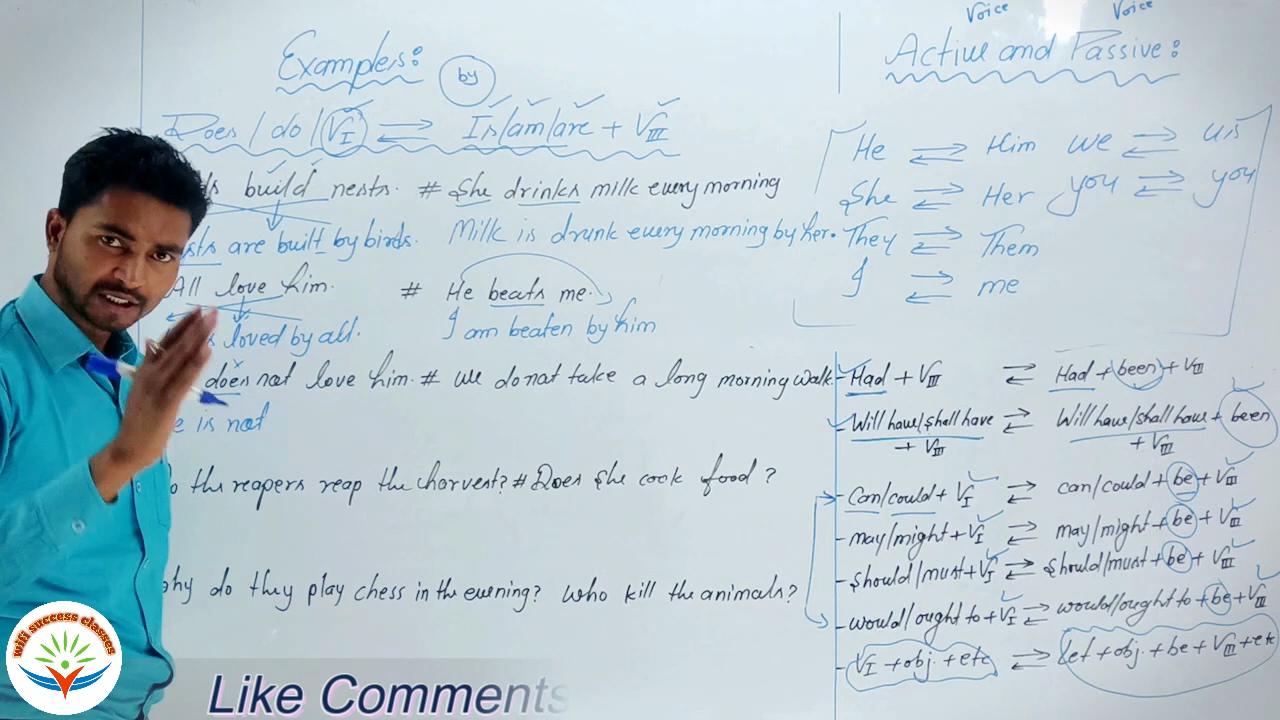 Voice Voice
Examples:
by
Active and Passive:
Does / do / VI ⇌ Is/am/are + VIII
build nests. # She drinks milk every morning
are built by birds. Milk is drunk every morning by her.
All love him. # He beats me.
loved by all. I am beaten by him
does not love him. # We do not take a long morning walk
is not
the reapers reap the charvest? # Does she cook food?
do they play chess in the evening? Who kill the animals?
He ⇌ Him we ⇌ us
She ⇌ Her you ⇌ you
They ⇌ Them
I ⇌ me
- Had + VIII ⇌ Had + been + VIII
- Will have/shall have + VIII ⇌ Will have/shall have + been + VIII
- Can/could + VI ⇌ can/could + be + VIII
- may/might + VI ⇌ may/might + be + VIII
- should/must + VI ⇌ should/must + be + VIII
- would/ought to + VI ⇌ would/ought to + be + VIII
- VI + obj. + etc ⇌ Let + obj. + be + VIII + etc
wifi success classes
Like Comments